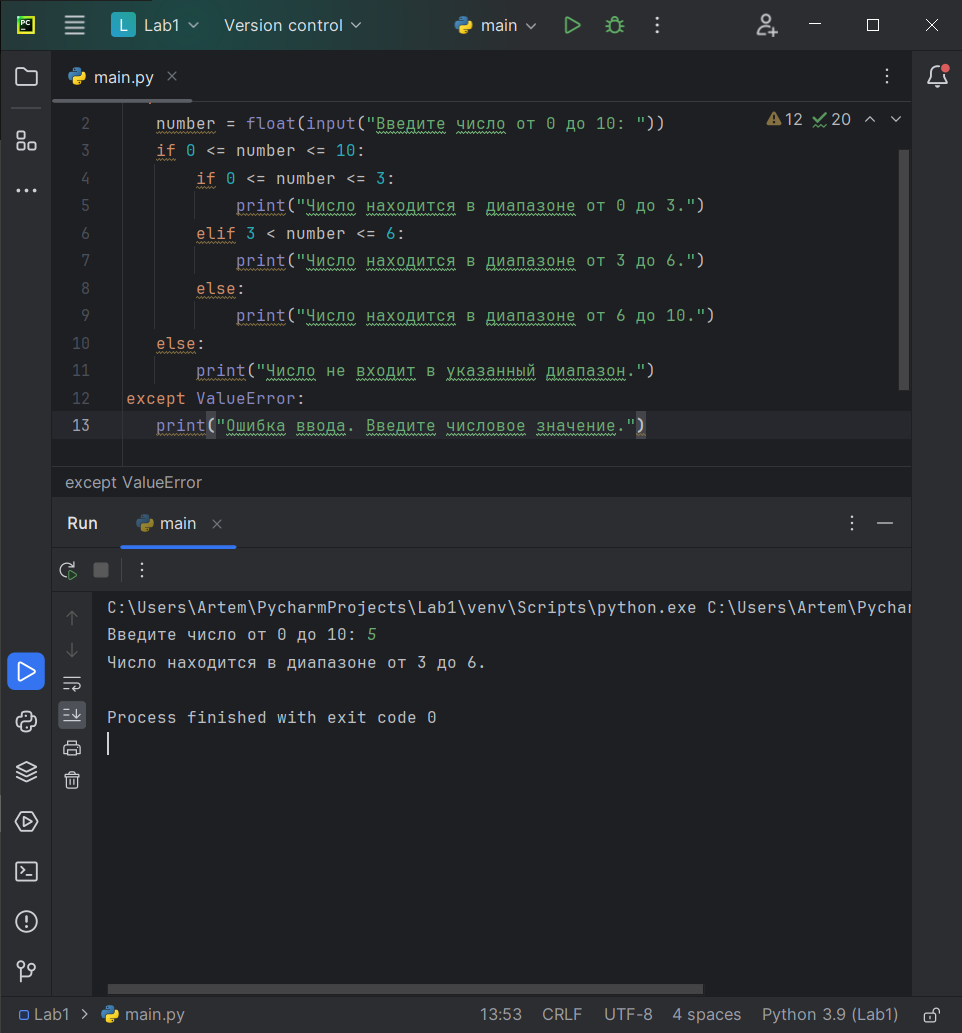 PC
L Lab1 Version control main
main.py
2 number = float(input("Введите число от 0 до 10: "))
12 20
3 if 0 <= number <= 10:
4 if 0 <= number <= 3:
5 print("Число находится в диапазоне от 0 до 3.")
6 elif 3 < number <= 6:
7 print("Число находится в диапазоне от 3 до 6.")
8 else:
9 print("Число находится в диапазоне от 6 до 10.")
10 else:
11 print("Число не входит в указанный диапазон.")
12 except ValueError:
13 print("Ошибка ввода. Введите числовое значение.")
except ValueError
Run main
C:\Users\Artem\PycharmProjects\Lab1\venv\Scripts\python.exe C:\Users\Artem\Pychar
Введите число от 0 до 10: 5
Число находится в диапазоне от 3 до 6.
Process finished with exit code 0
Lab1 > main.py 13:53 CRLF UTF-8 4 spaces Python 3.9 (Lab1)